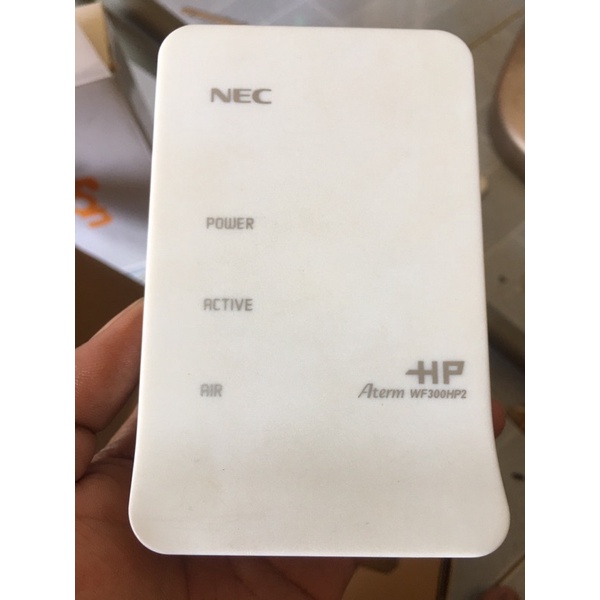 NEC
POWER
ACTIVE
AIR
HP
Aterm WF300HP2